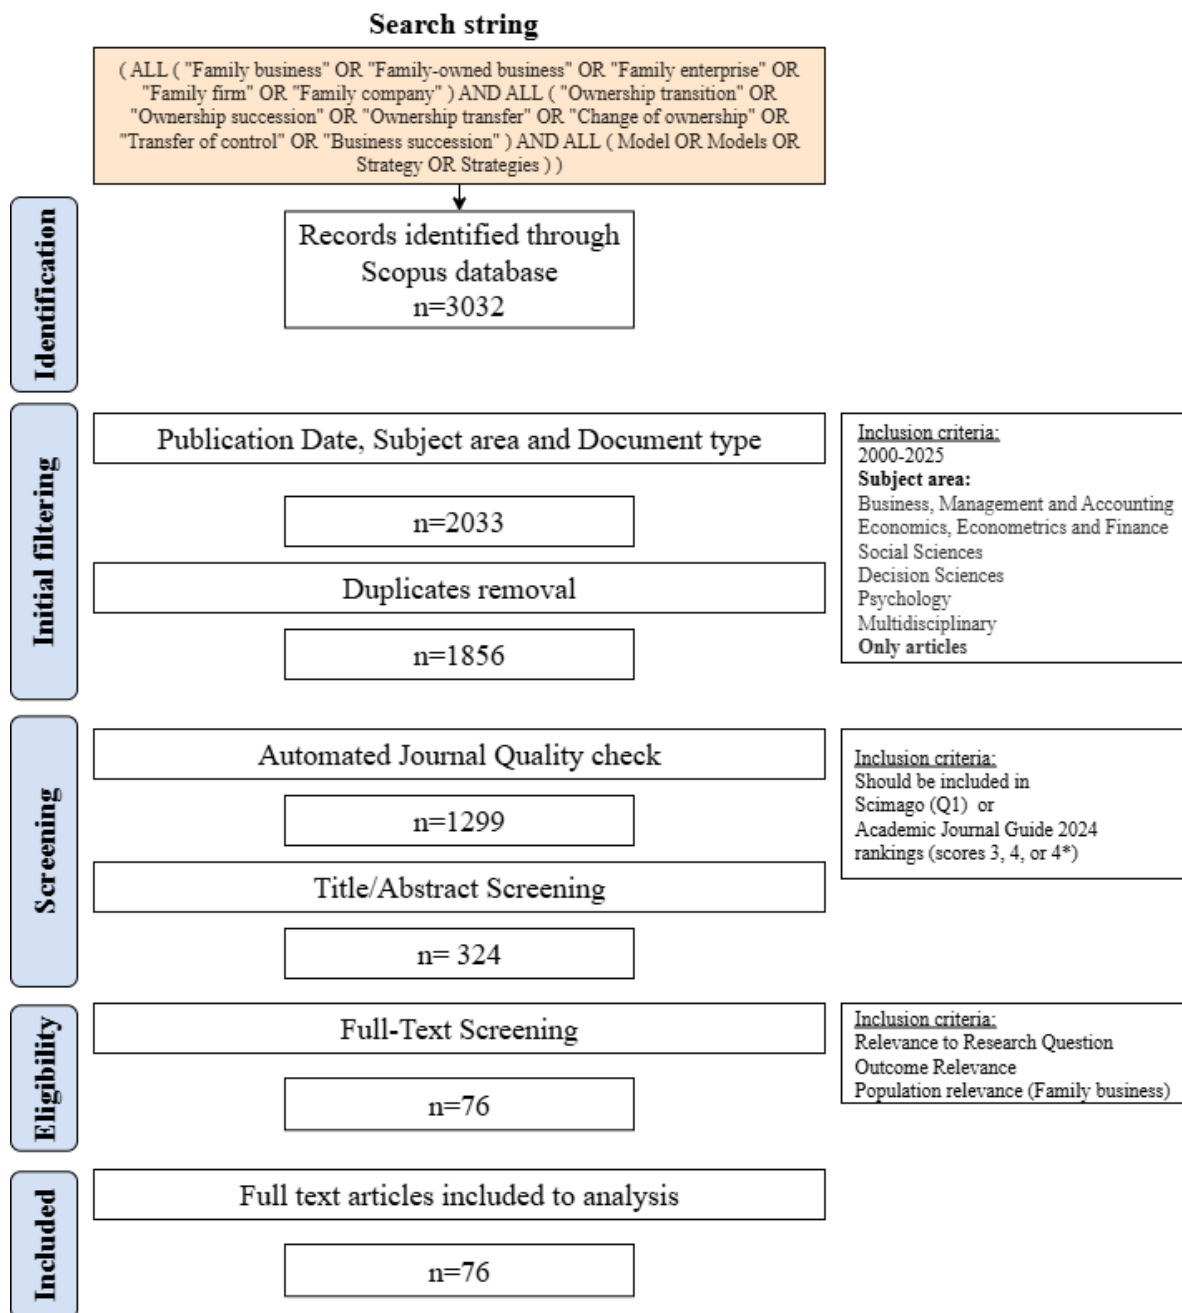 Search string
( ALL ( "Family business" OR "Family-owned business" OR "Family enterprise" OR
"Family firm" OR "Family company" ) AND ALL ( "Ownership transition" OR
"Ownership succession" OR "Ownership transfer" OR "Change of ownership" OR
"Transfer of control" OR "Business succession" ) AND ALL ( Model OR Models OR
Strategy OR Strategies ) )
Identification
Records identified through
Scopus database
n=3032
Initial filtering
Publication Date, Subject area and Document type
n=2033
Duplicates removal
n=1856
Inclusion criteria:
2000-2025
Subject area:
Business, Management and Accounting
Economics, Econometrics and Finance
Social Sciences
Decision Sciences
Psychology
Multidisciplinary
Only articles
Screening
Automated Journal Quality check
n=1299
Title/Abstract Screening
n= 324
Inclusion criteria:
Should be included in
Scimago (Q1) or
Academic Journal Guide 2024
rankings (scores 3, 4, or 4*)
Eligibility
Full-Text Screening
n=76
Inclusion criteria:
Relevance to Research Question
Outcome Relevance
Population relevance (Family business)
Included
Full text articles included to analysis
n=76